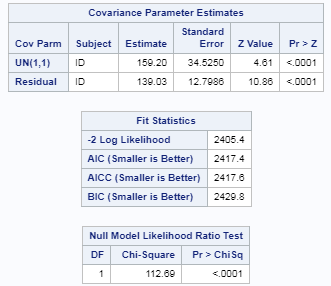 Covariance Parameter Estimates
Cov Parm Subject Estimate Standard Error Z Value Pr > Z
UN(1,1) ID 159.20 34.5250 4.61 <.0001
Residual ID 139.03 12.7986 10.86 <.0001
Fit Statistics
-2 Log Likelihood 2405.4
AIC (Smaller is Better) 2417.4
AICC (Smaller is Better) 2417.6
BIC (Smaller is Better) 2429.8
Null Model Likelihood Ratio Test
DF Chi-Square Pr > ChiSq
1 112.69 <.0001